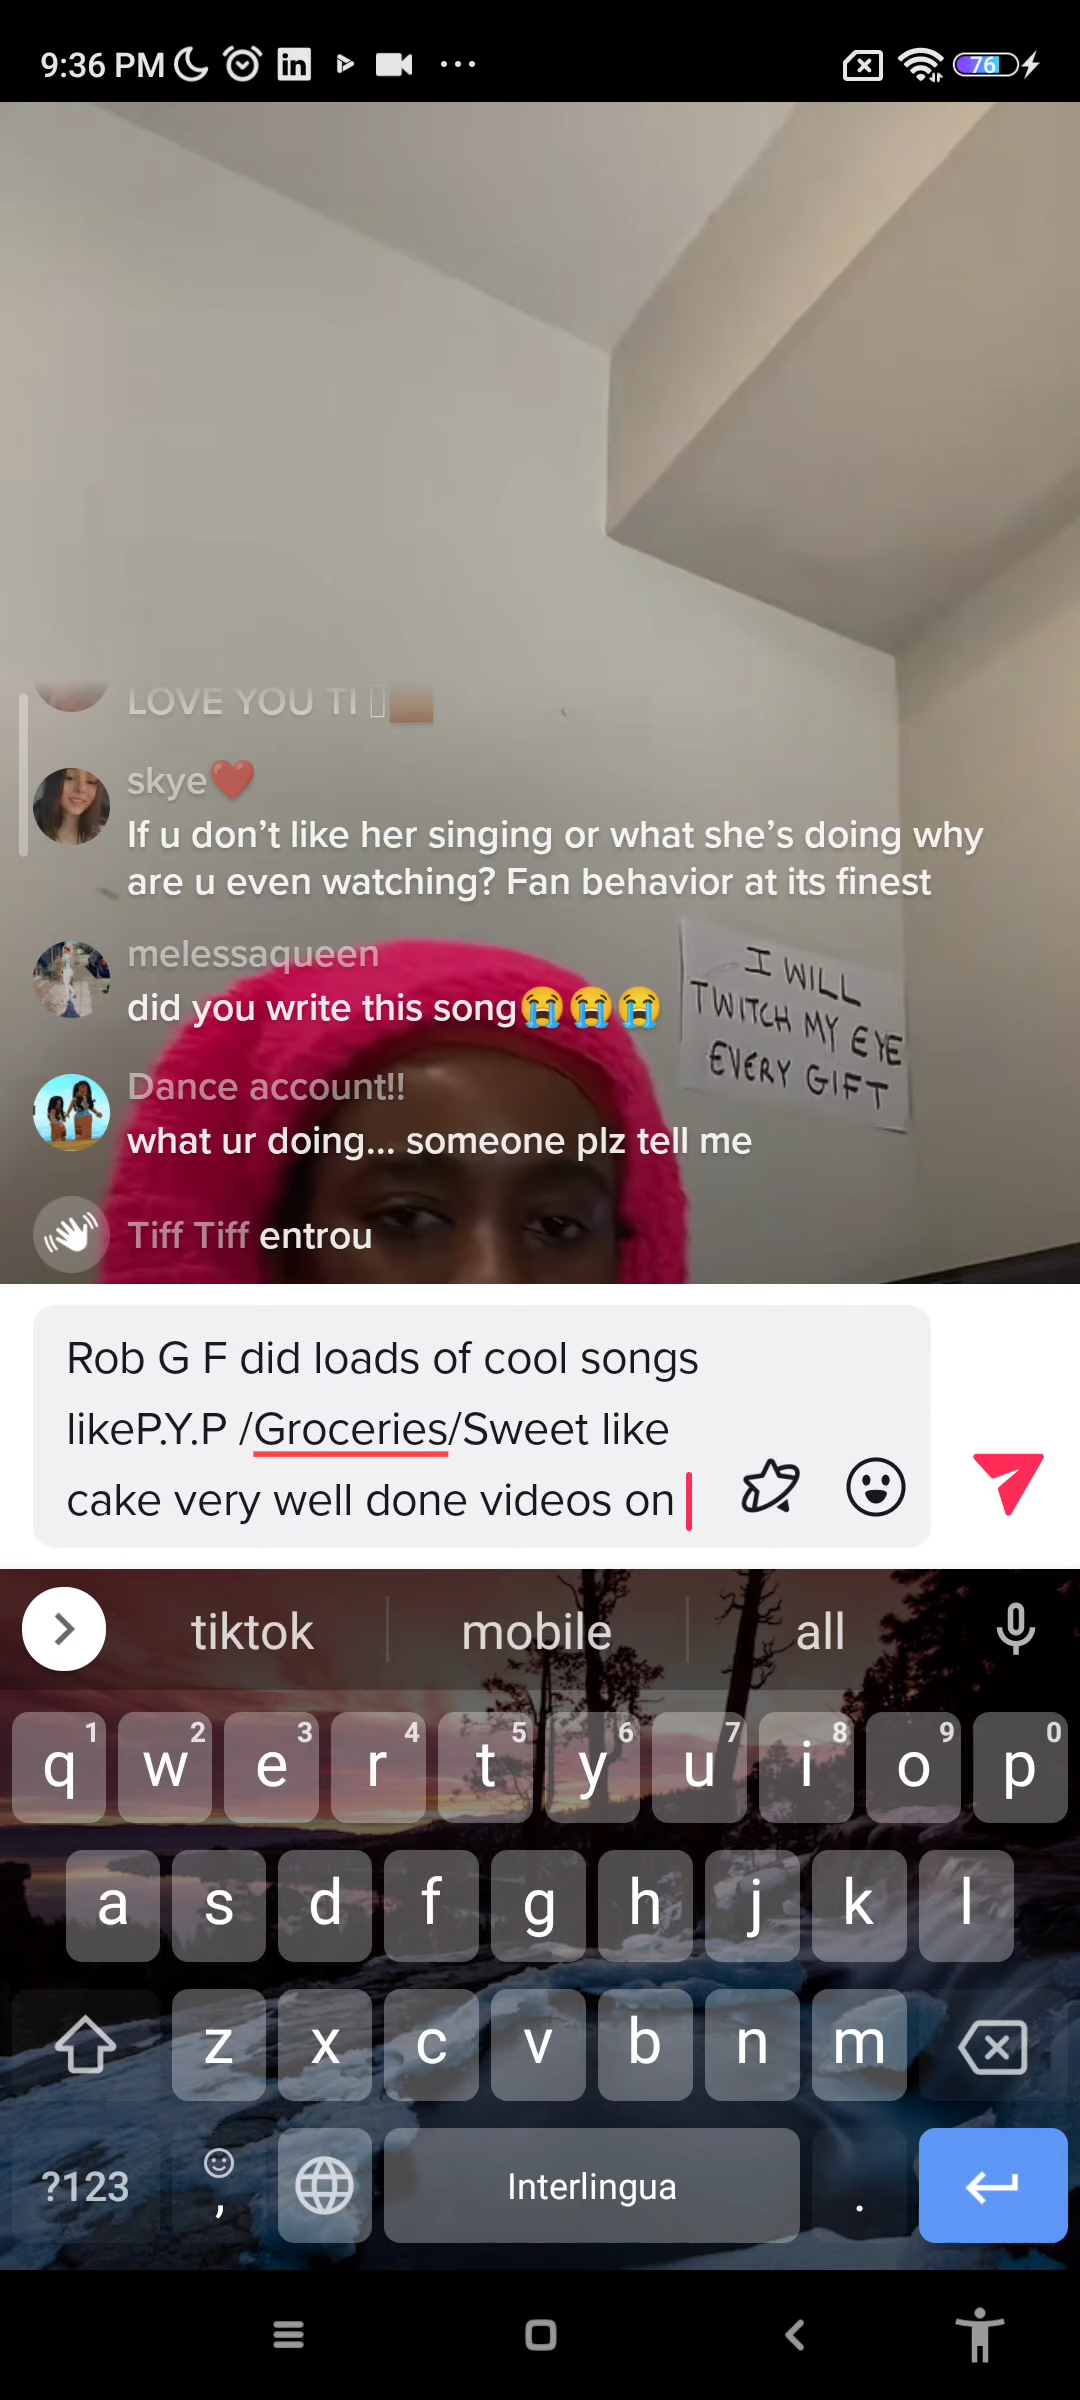 9:36 PM
76
LOVE YOU TI
skye❤️
If u don’t like her singing or what she’s doing why
are u even watching? Fan behavior at its finest
melessaqueen
did you write this song😭😭😭
Dance account!!
what ur doing... someone plz tell me
Tiff Tiff entrou
I WILL
TWITCH MY EYE
EVERY GIFT
Rob G F did loads of cool songs
likeP.Y.P /Groceries/Sweet like
cake very well done videos on
tiktok mobile all
1 2 3 4 5 6 7 8 9 0
q w e r t y u i o p
a s d f g h j k l
z x c v b n m
?123 , Interlingua .